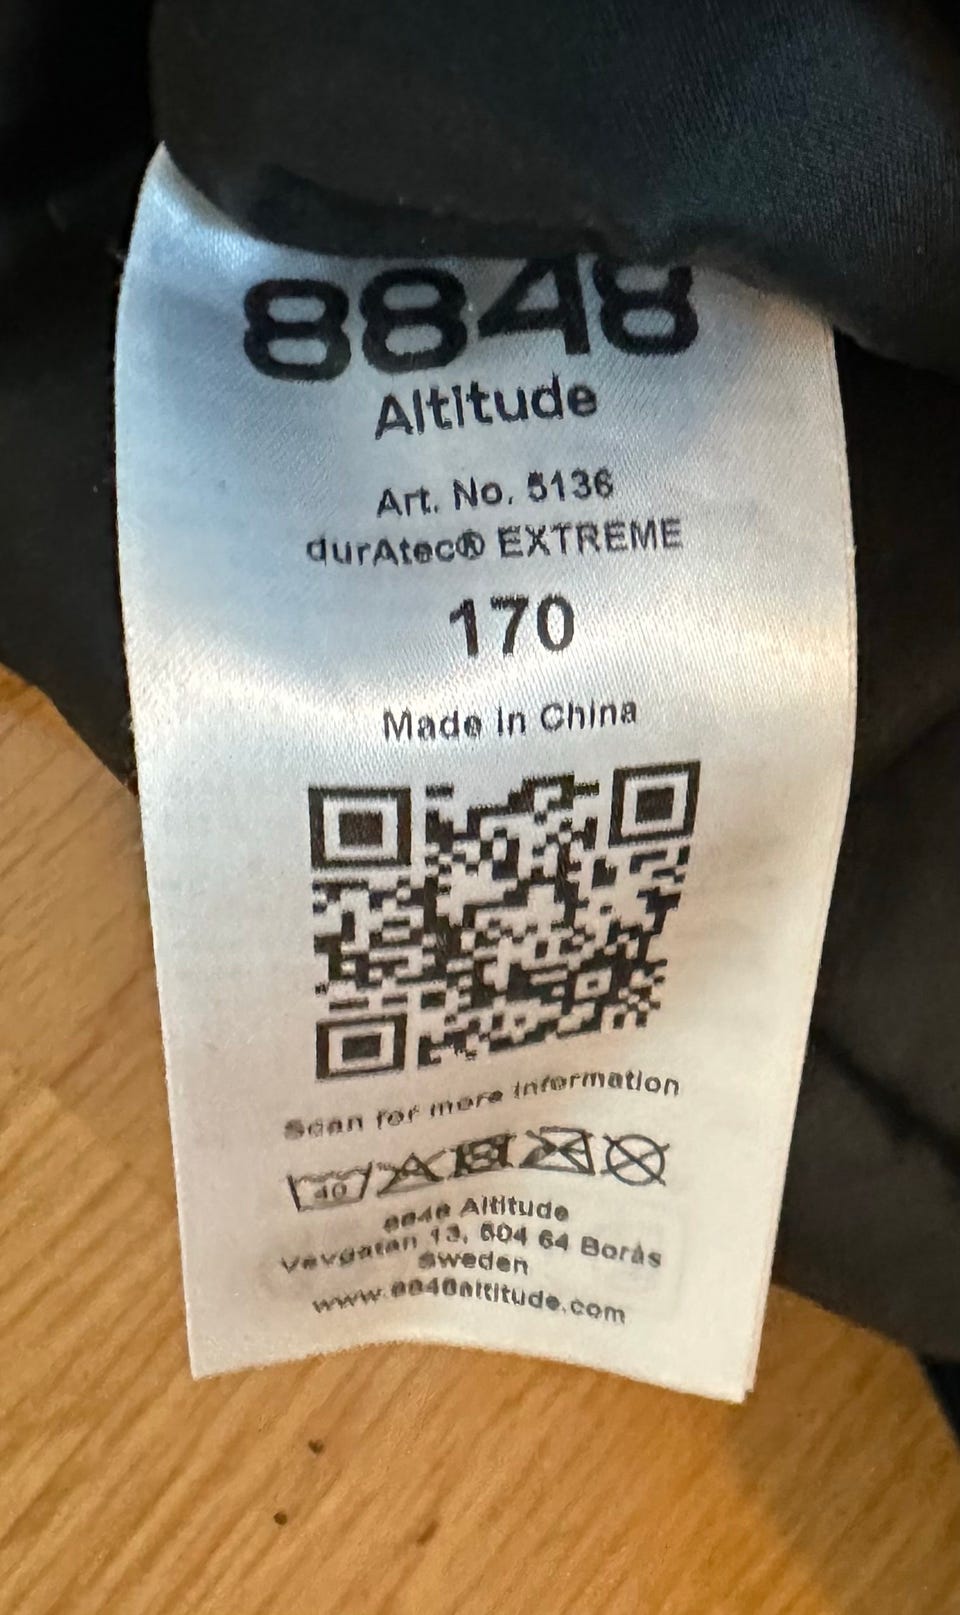 8848
Altitude
Art. No. 5136
durAtec® EXTREME
170
Made in China
Scan for more information
40
8848 Altitude
Vevgatan 13, 504 64 Borås
Sweden
www.8848altitude.com